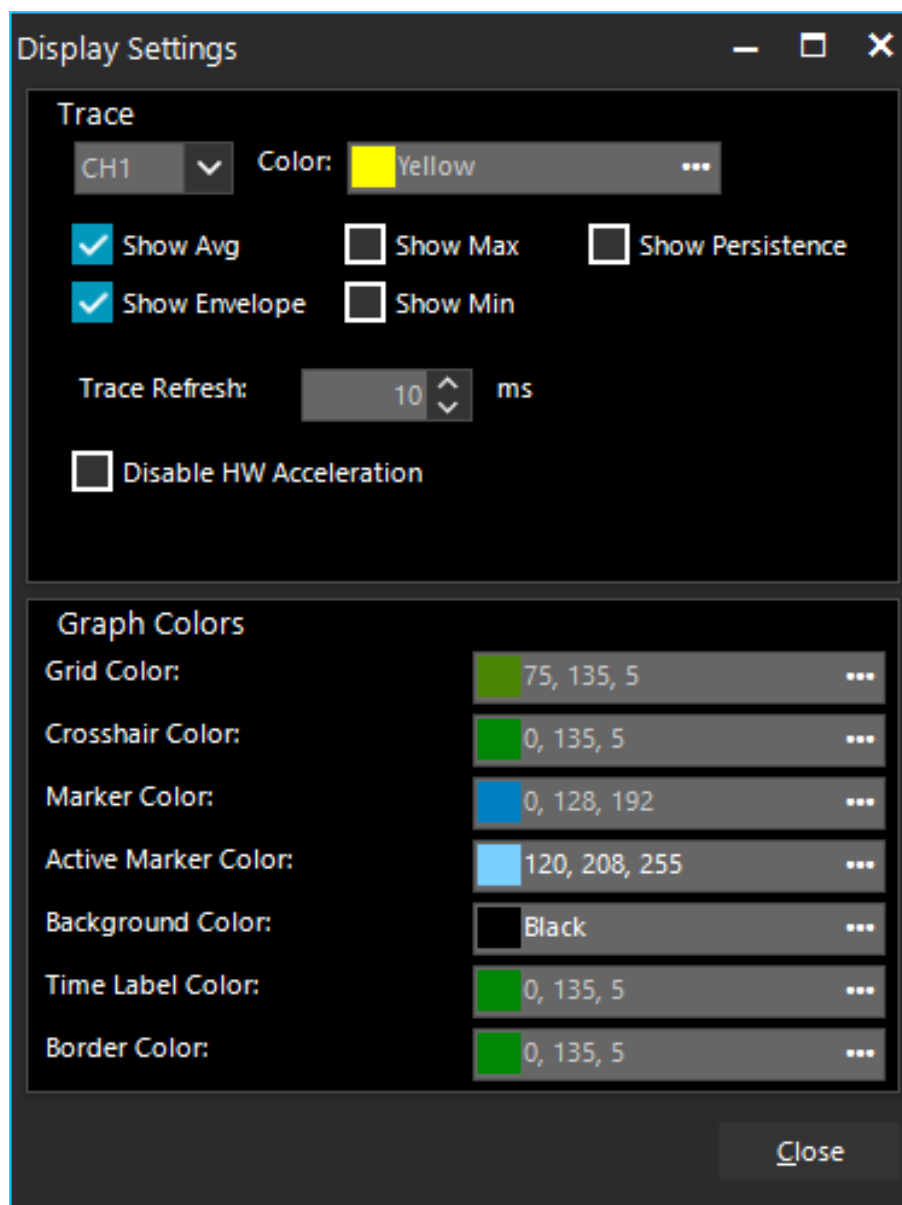 Display Settings
Trace
CH1 Color: Yellow ...
Show Avg Show Max Show Persistence
Show Envelope Show Min
Trace Refresh: 10 ms
Disable HW Acceleration
Graph Colors
Grid Color: 75, 135, 5 ...
Crosshair Color: 0, 135, 5 ...
Marker Color: 0, 128, 192 ...
Active Marker Color: 120, 208, 255 ...
Background Color: Black ...
Time Label Color: 0, 135, 5 ...
Border Color: 0, 135, 5 ...
Close